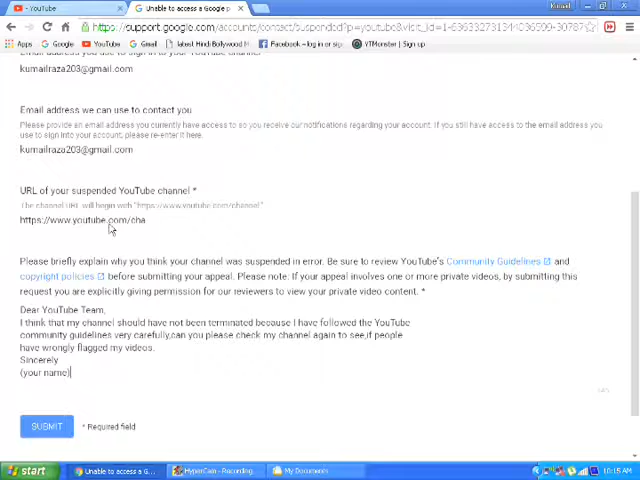 - YouTube
Unable to access a Google p
Kumail
https://support.google.com/accounts/contact/suspended?p=youtube&visit_id=1-636332731944036599-30787
Apps Google YouTube Gmail latest Hindi Bollywood M Facebook – log in or sig YTMonster | Sign up
kumailraza203@gmail.com
Email address we can use to contact you
Please provide an email address you currently have access to so you receive our notifications regarding your account. If you still have access to the email address you
use to sign into your account, please re-enter it here.
kumailraza203@gmail.com
URL of your suspended YouTube channel *
The channel URL will begin with "https://www.youtube.com/channel"
https://www.youtube.com/cha
Please briefly explain why you think your channel was suspended in error. Be sure to review YouTube's Community Guidelines and
copyright policies before submitting your appeal. Please note: If your appeal involves one or more private videos, by submitting this
request you are explicitly giving permission for our reviewers to view your private video content. *
Dear YouTube Team,
I think that my channel should have not been terminated because I have followed the YouTube
community guidelines very carefully,can you please check my channel again to see,if people
have wrongly flagged my videos.
Sincerely
(your name)
SUBMIT * Required field
start Unable to access a G... HyperCam - Recording... My Documents 10:15 AM